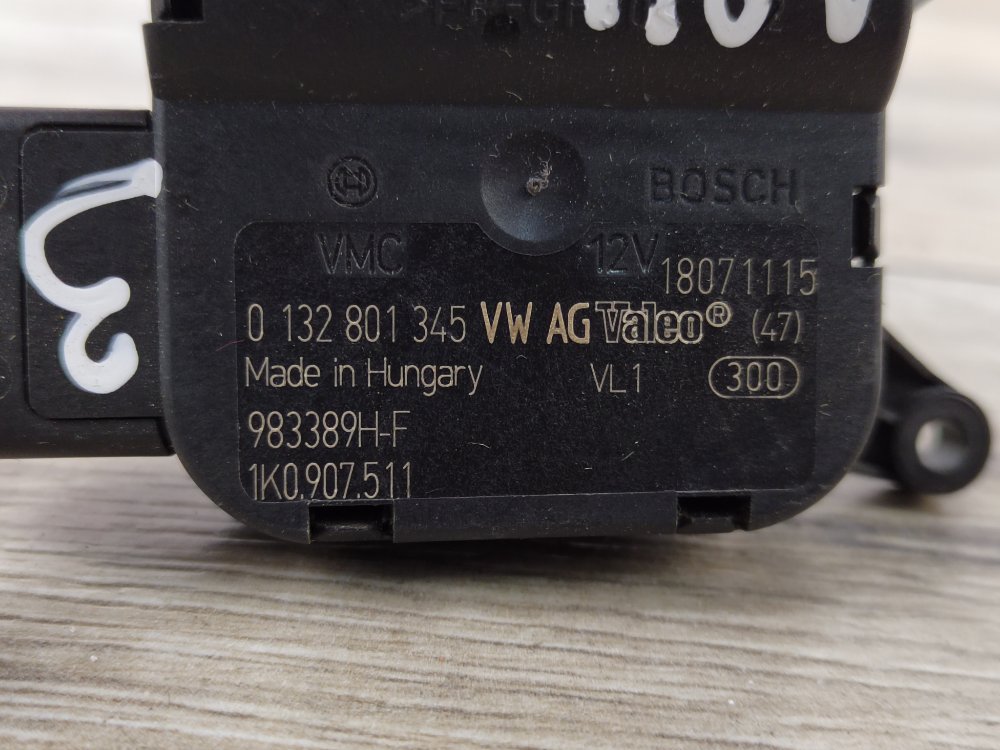 BOSCH
VMC 12V
18071115
0 132 801 345 VW AG Valeo® (47)
Made in Hungary VL1 300
983389H-F
1K0.907.511